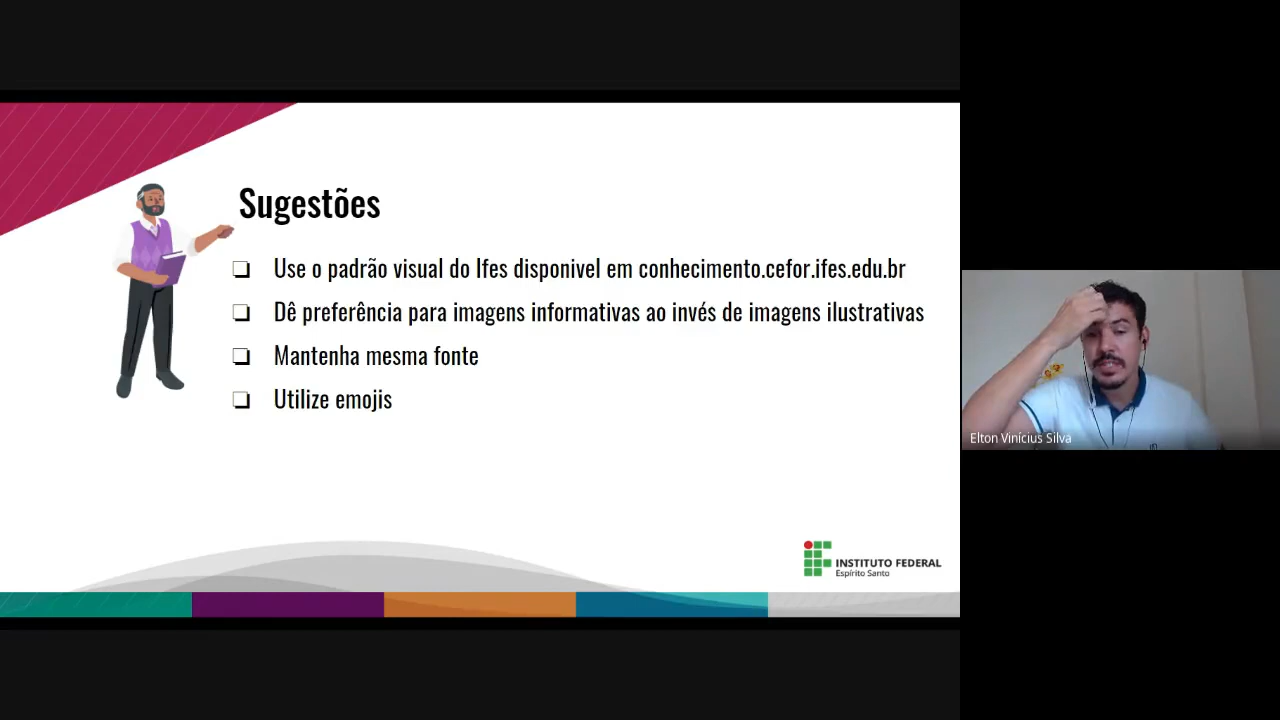 Sugestões
Use o padrão visual do Ifes disponivel em conhecimento.cefor.ifes.edu.br
Dê preferência para imagens informativas ao invés de imagens ilustrativas
Mantenha mesma fonte
Utilize emojis
INSTITUTO FEDERAL
Espírito Santo
Elton Vinícius Silva